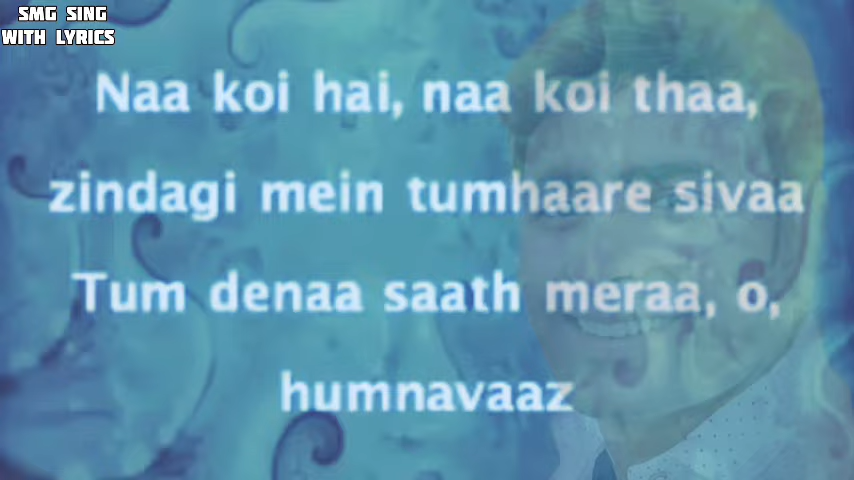 SMG SING
WITH LYRICS
Naa koi hai, naa koi thaa,
zindagi mein tumhaare sivaa
Tum denaa saath meraa, o,
humnavaaz